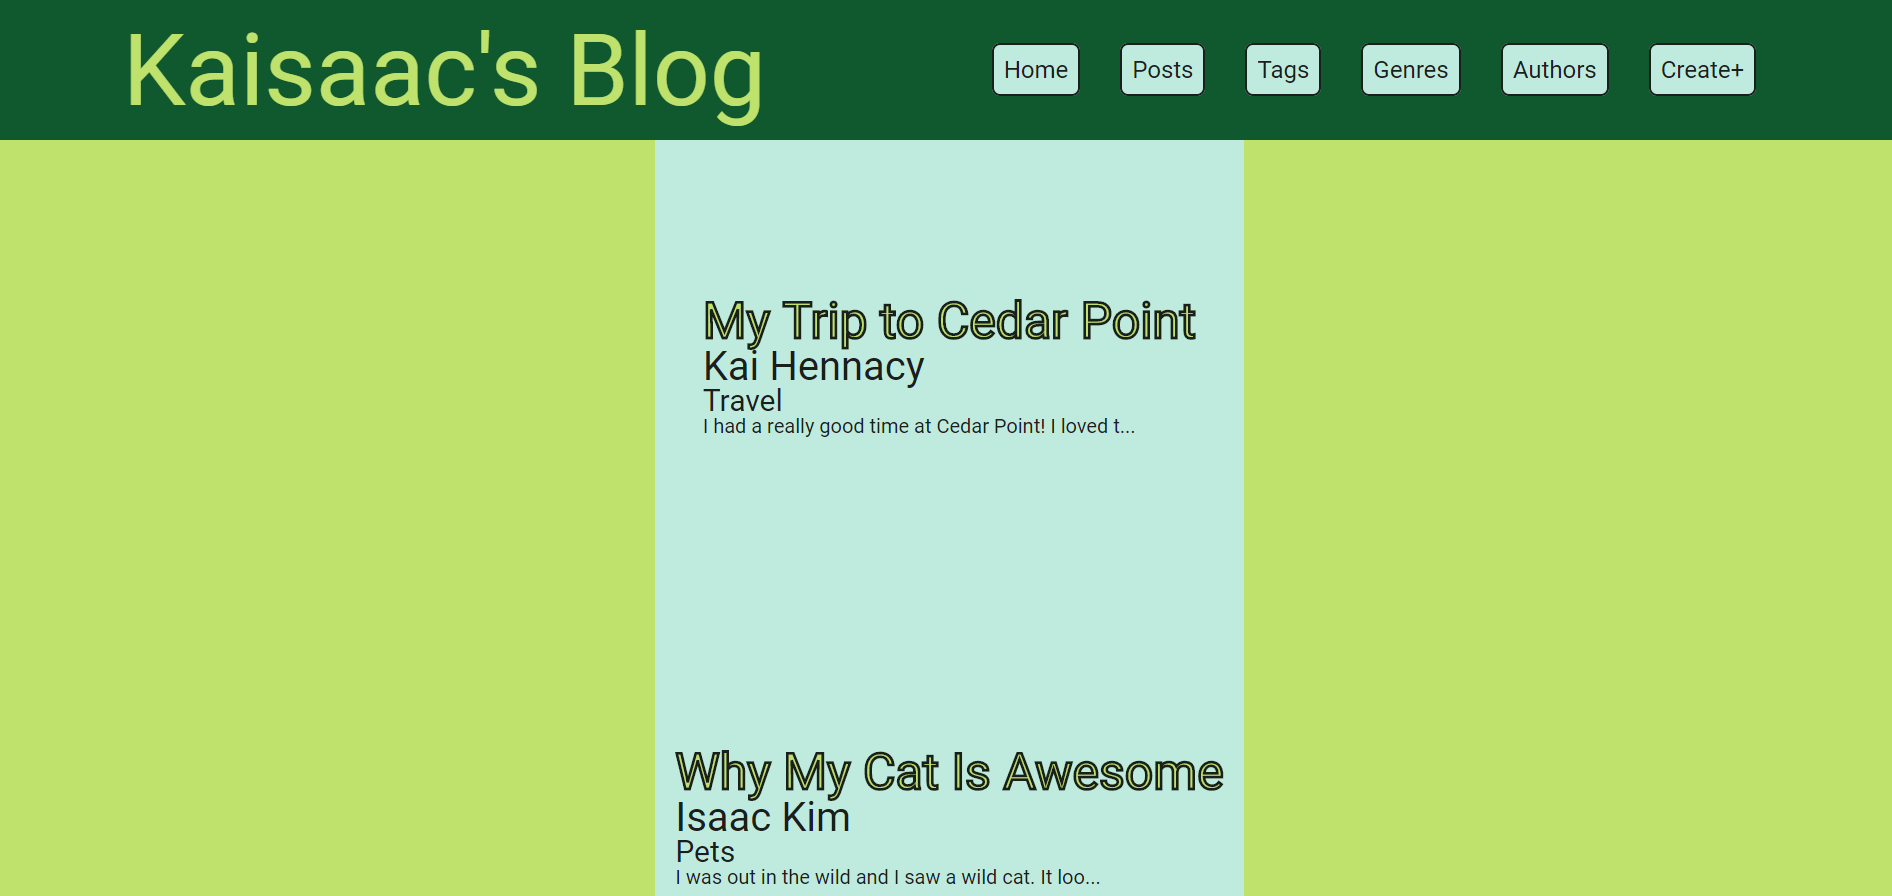 Kaisaac's Blog
Home Posts Tags Genres Authors Create+
My Trip to Cedar Point
Kai Hennacy
Travel
I had a really good time at Cedar Point! I loved t...
Why My Cat Is Awesome
Isaac Kim
Pets
I was out in the wild and I saw a wild cat. It loo...